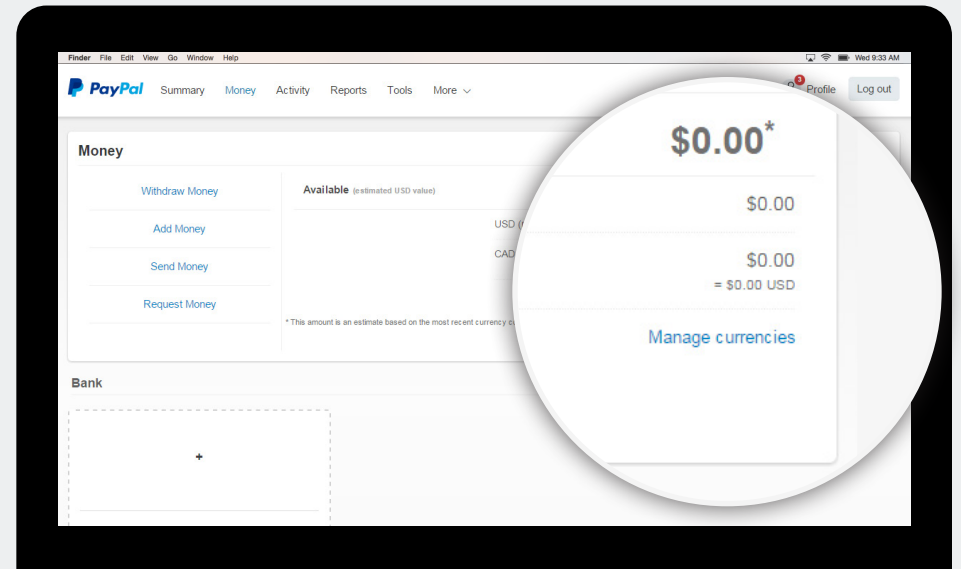 Finder File Edit View Go Window Help Wed 9:33 AM
PayPal Summary Money Activity Reports Tools More 3 Profile Log out
Money
Withdraw Money
Add Money
Send Money
Request Money
Available (estimated USD value)
USD
CAD
* This amount is an estimate based on the most recent currency
$0.00*
$0.00
$0.00
= $0.00 USD
Manage currencies
Bank
+